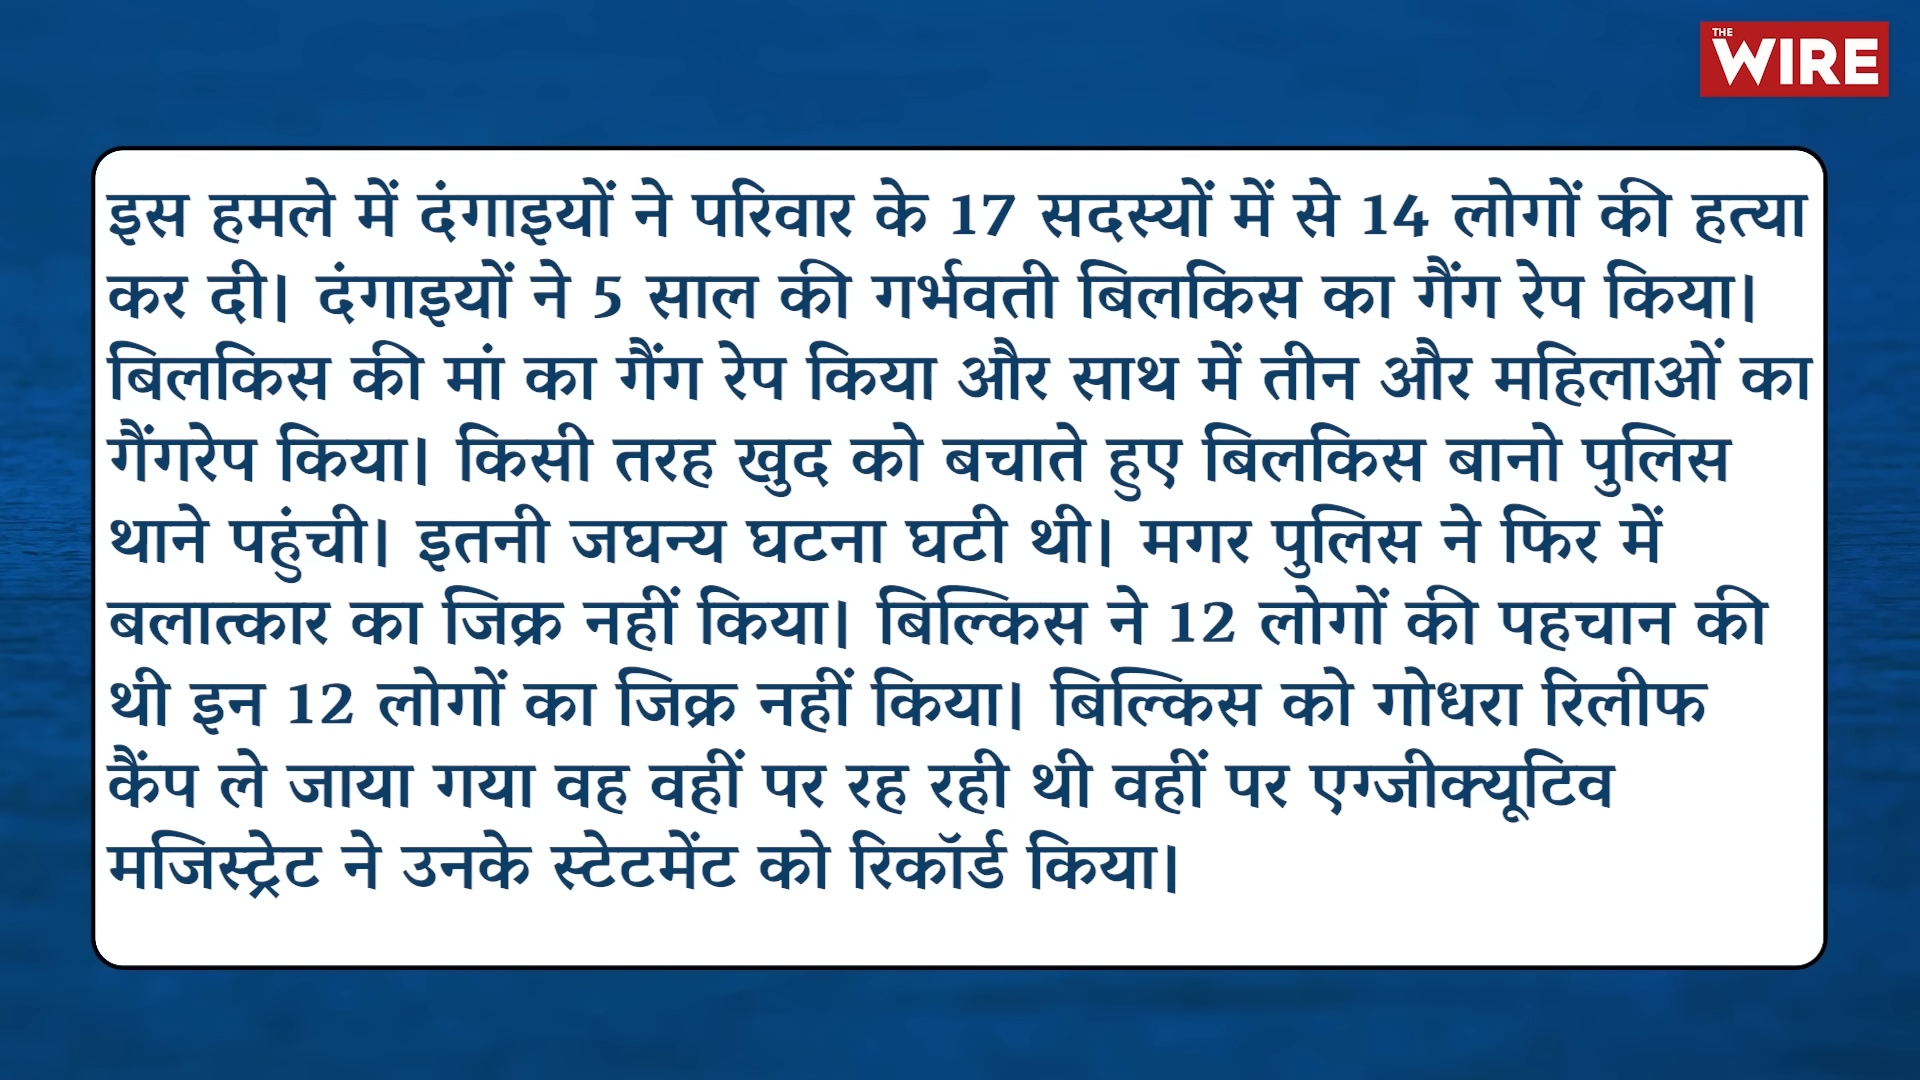 THE
WIRE
इस हमले में दंगाइयों ने परिवार के 17 सदस्यों में से 14 लोगों की हत्या
कर दी। दंगाइयों ने 5 साल की गर्भवती बिलकिस का गैंग रेप किया।
बिलकिस की मां का गैंग रेप किया और साथ में तीन और महिलाओं का
गैंगरेप किया। किसी तरह खुद को बचाते हुए बिलकिस बानो पुलिस
थाने पहुंची। इतनी जघन्य घटना घटी थी। मगर पुलिस ने फिर में
बलात्कार का जिक्र नहीं किया। बिल्किस ने 12 लोगों की पहचान की
थी इन 12 लोगों का जिक्र नहीं किया। बिल्किस को गोधरा रिलीफ
कैंप ले जाया गया वह वहीं पर रह रही थी वहीं पर एग्जीक्यूटिव
मजिस्ट्रेट ने उनके स्टेटमेंट को रिकॉर्ड किया।